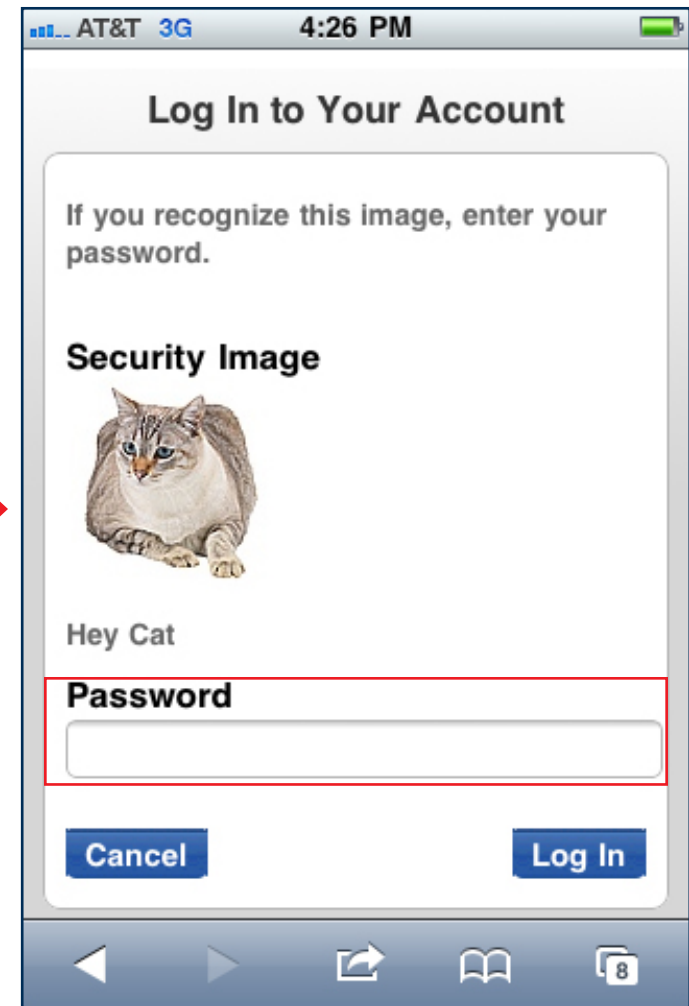 AT&T 3G 4:26 PM
Log In to Your Account
If you recognize this image, enter your
password.
Security Image
Hey Cat
Password
Cancel Log In
8